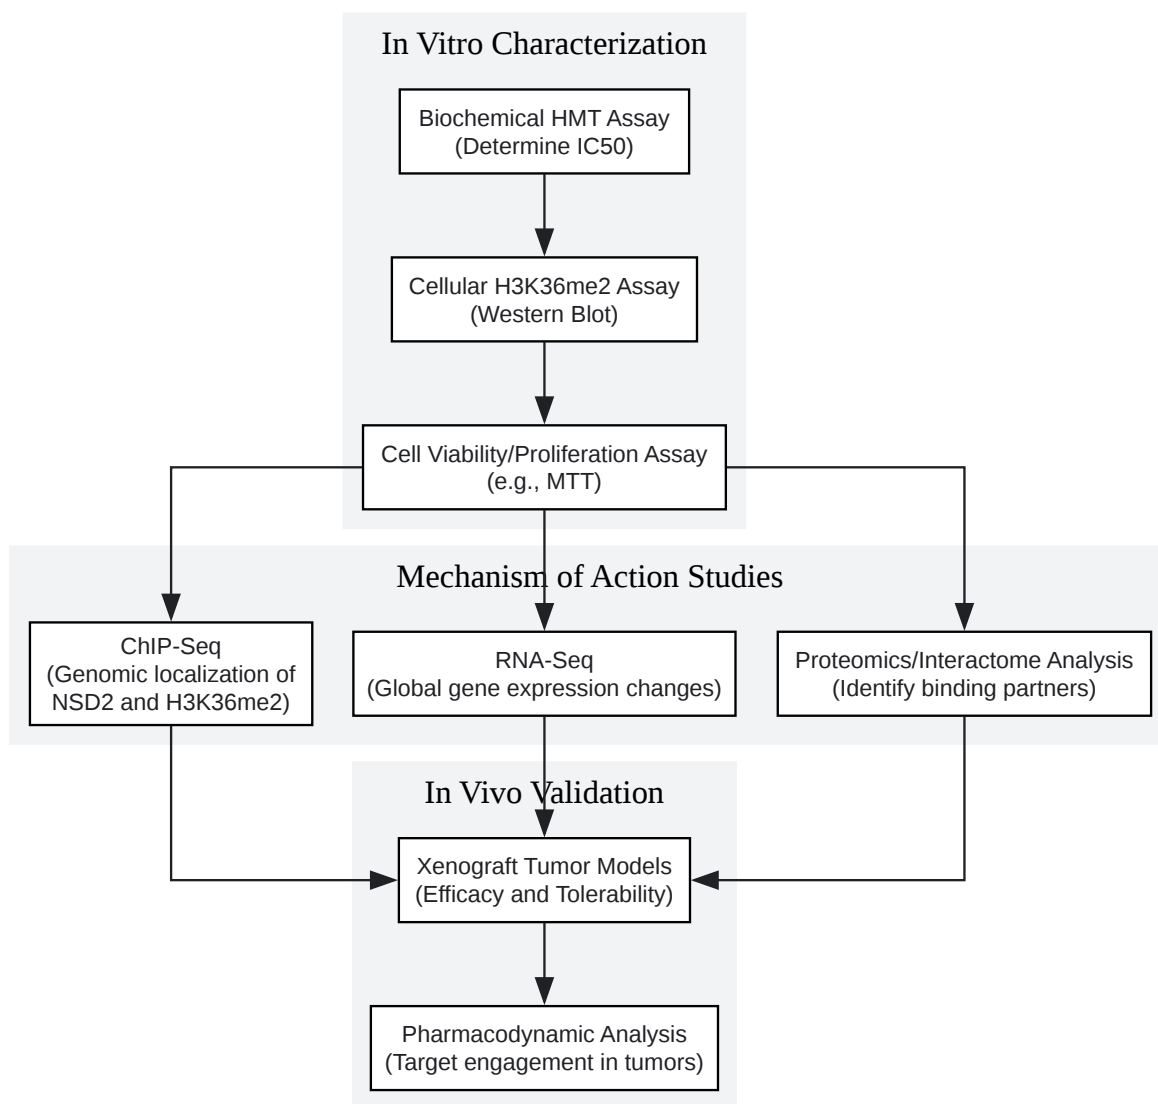 In Vitro Characterization
Biochemical HMT Assay
(Determine IC50)
Cellular H3K36me2 Assay
(Western Blot)
Cell Viability/Proliferation Assay
(e.g., MTT)
Mechanism of Action Studies
ChIP-Seq
(Genomic localization of
NSD2 and H3K36me2)
RNA-Seq
(Global gene expression changes)
Proteomics/Interactome Analysis
(Identify binding partners)
In Vivo Validation
Xenograft Tumor Models
(Efficacy and Tolerability)
Pharmacodynamic Analysis
(Target engagement in tumors)